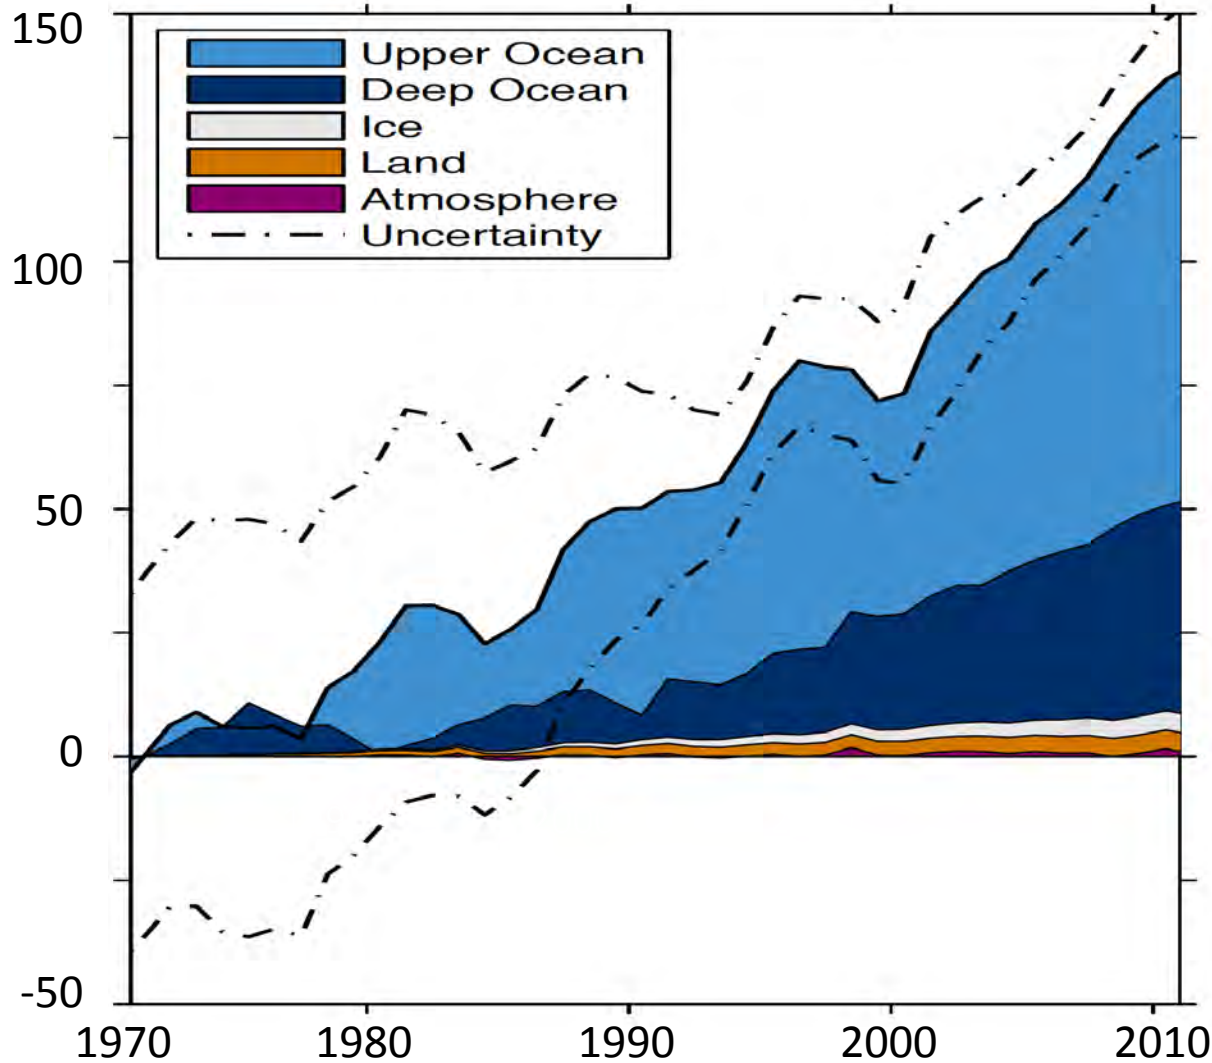 150
100
50
0
-50
Upper Ocean
Deep Ocean
Ice
Land
Atmosphere
Uncertainty
1970 1980 1990 2000 2010